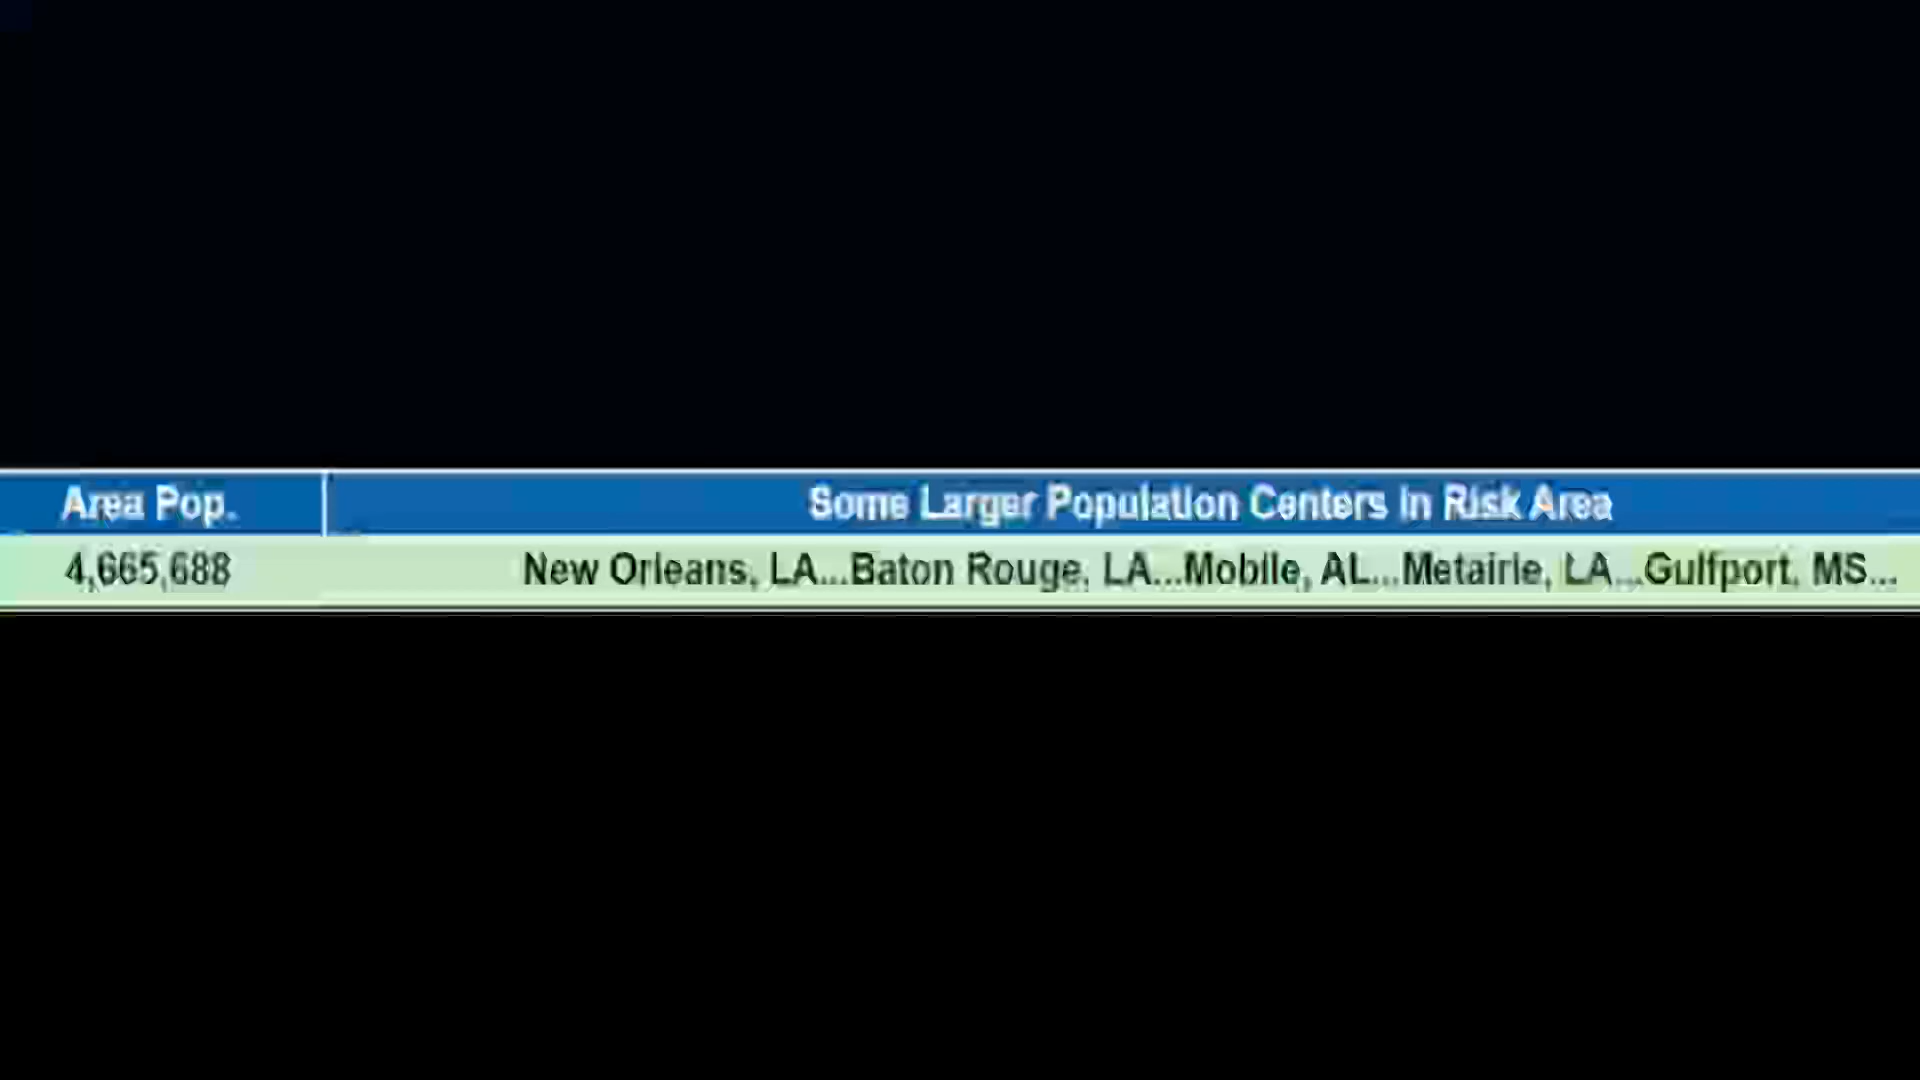 Area Pop. Some Larger Population Centers in Risk Area
4,665,688 New Orleans, LA...Baton Rouge, LA...Mobile, AL...Metairie, LA...Gulfport, MS...